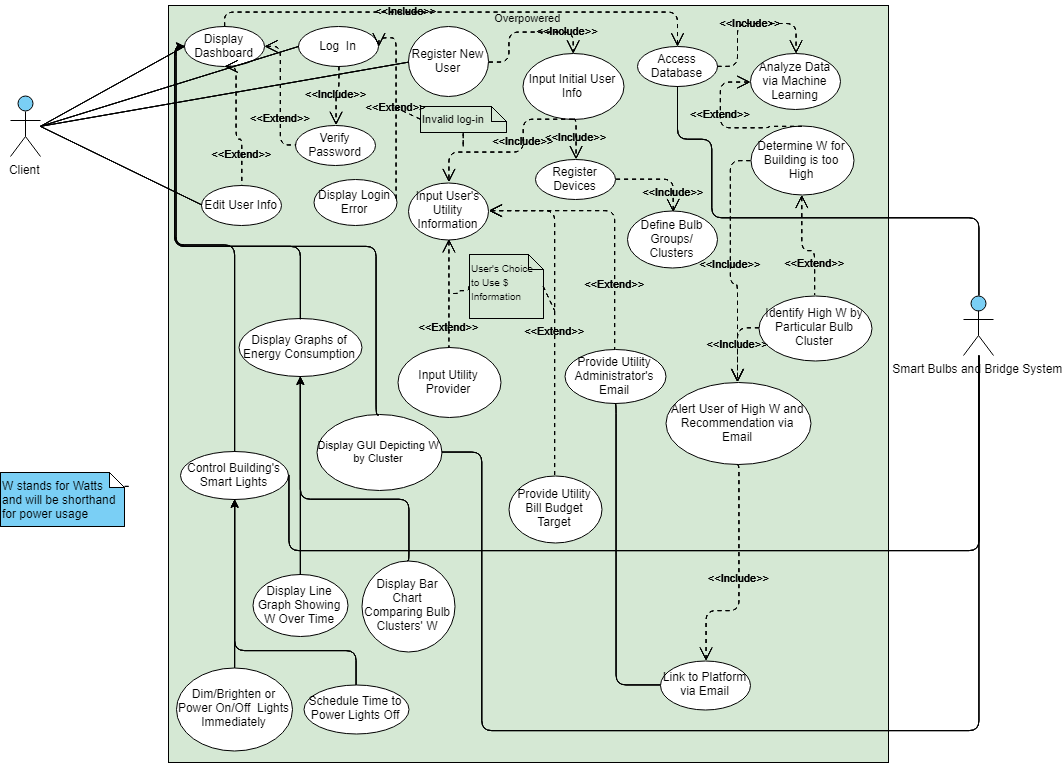 <<Include>>
Overpowered
<<Include>>
<<Include>>
Display
Dashboard
Log In
Register New
User
Input Initial User
Info
Access
Database
Analyze Data
via Machine
Learning
<<Include>>
<<Extend>>
<<Extend>>
<<Extend>>
Invalid log-in
Verify
Password
<<Include>>
<<Include>>
Determine W for
Building is too
High
<<Extend>>
Client
Edit User Info
Display Login
Error
Input User's
Utility
Information
Register
Devices
<<Include>>
Define Bulb
Groups/
Clusters
<<Include>>
<<Extend>>
User's Choice
to Use $
Information
<<Extend>>
<<Extend>>
<<Extend>>
Identify High W by
Particular Bulb
Cluster
<<Include>>
Smart Bulbs and Bridge System
Display Graphs of
Energy Consumption
Input Utility
Provider
Provide Utility
Administrator's
Email
Alert User of High W and
Recommendation via
Email
Display GUI Depicting W
by Cluster
Control Building's
Smart Lights
W stands for Watts
and will be shorthand
for power usage
Provide Utility
Bill Budget
Target
<<Include>>
Display Line
Graph Showing
W Over Time
Display Bar
Chart
Comparing Bulb
Clusters' W
Link to Platform
via Email
Dim/Brighten or
Power On/Off Lights
Immediately
Schedule Time to
Power Lights Off